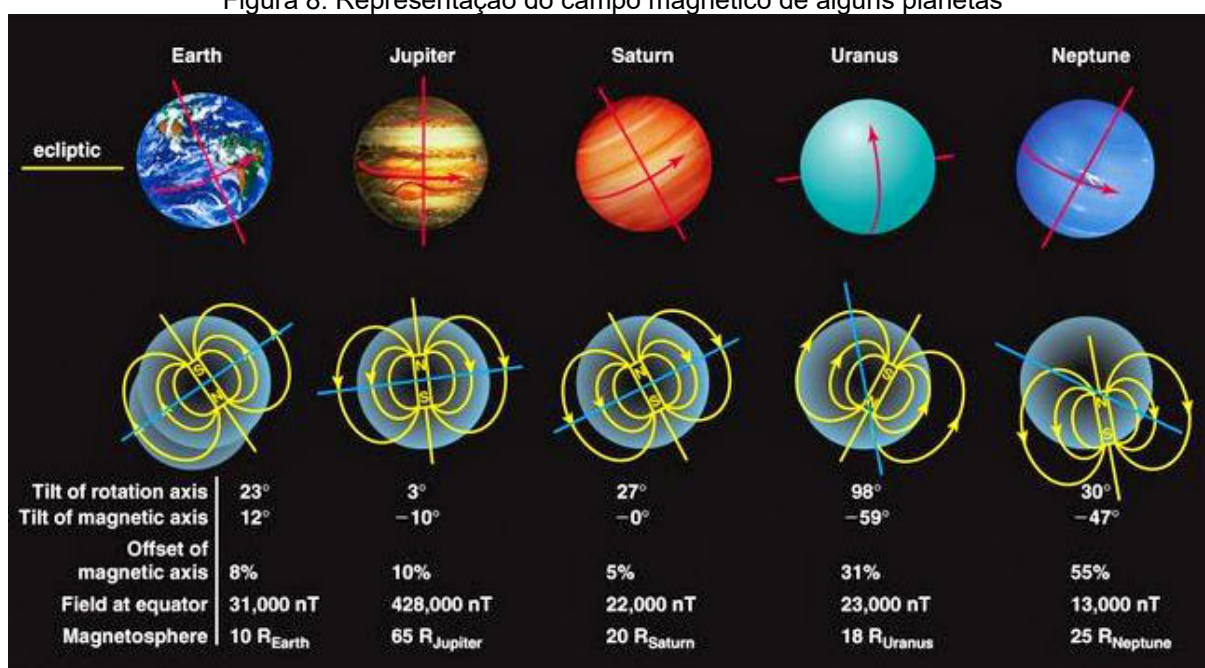 Figura 8: Representação do campo magnético de alguns planetas
Earth Jupiter Saturn Uranus Neptune
ecliptic
S N S N N
N S N S
Tilt of rotation axis 23° 3° 27° 98° 30°
Tilt of magnetic axis 12° –10° –0° –59° –47°
Offset of
magnetic axis 8% 10% 5% 31% 55%
Field at equator 31,000 nT 428,000 nT 22,000 nT 23,000 nT 13,000 nT
Magnetosphere 10 REarth 65 RJupiter 20 RSaturn 18 RUranus 25 RNeptune